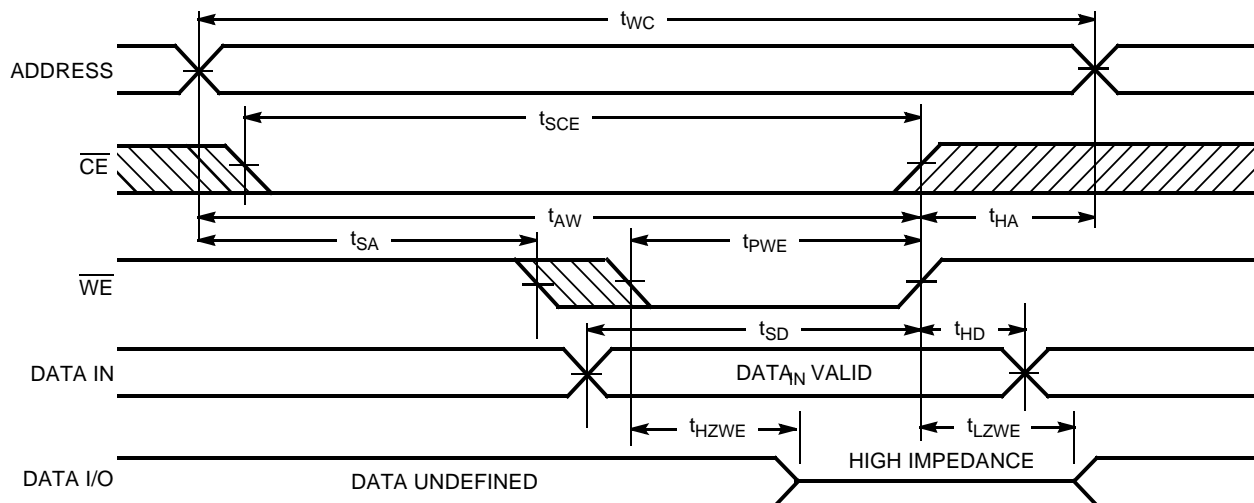 tWC
ADDRESS
tSCE
CE
tAW
tHA
tSA
tPWE
WE
tSD
tHD
DATA IN
DATAIN VALID
tHZWE
tLZWE
HIGH IMPEDANCE
DATA I/O
DATA UNDEFINED